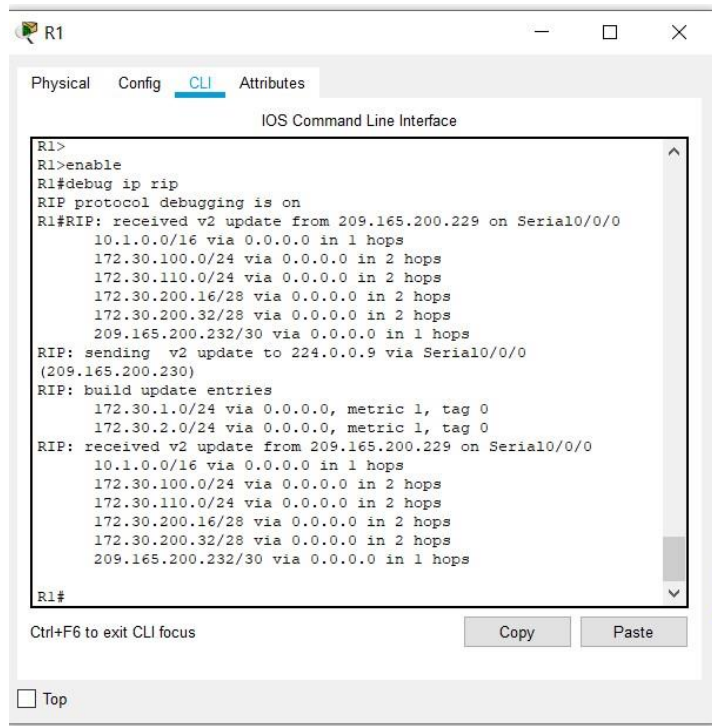 R1
Physical Config CLI Attributes
IOS Command Line Interface
R1>
R1>enable
R1#debug ip rip
RIP protocol debugging is on
R1#RIP: received v2 update from 209.165.200.229 on Serial0/0/0
10.1.0.0/16 via 0.0.0.0 in 1 hops
172.30.100.0/24 via 0.0.0.0 in 2 hops
172.30.110.0/24 via 0.0.0.0 in 2 hops
172.30.200.16/28 via 0.0.0.0 in 2 hops
172.30.200.32/28 via 0.0.0.0 in 2 hops
209.165.200.232/30 via 0.0.0.0 in 1 hops
RIP: sending  v2 update to 224.0.0.9 via Serial0/0/0
(209.165.200.230)
RIP: build update entries
172.30.1.0/24 via 0.0.0.0, metric 1, tag 0
172.30.2.0/24 via 0.0.0.0, metric 1, tag 0
RIP: received v2 update from 209.165.200.229 on Serial0/0/0
10.1.0.0/16 via 0.0.0.0 in 1 hops
172.30.100.0/24 via 0.0.0.0 in 2 hops
172.30.110.0/24 via 0.0.0.0 in 2 hops
172.30.200.16/28 via 0.0.0.0 in 2 hops
172.30.200.32/28 via 0.0.0.0 in 2 hops
209.165.200.232/30 via 0.0.0.0 in 1 hops
R1#
Ctrl+F6 to exit CLI focus
Copy Paste
Top